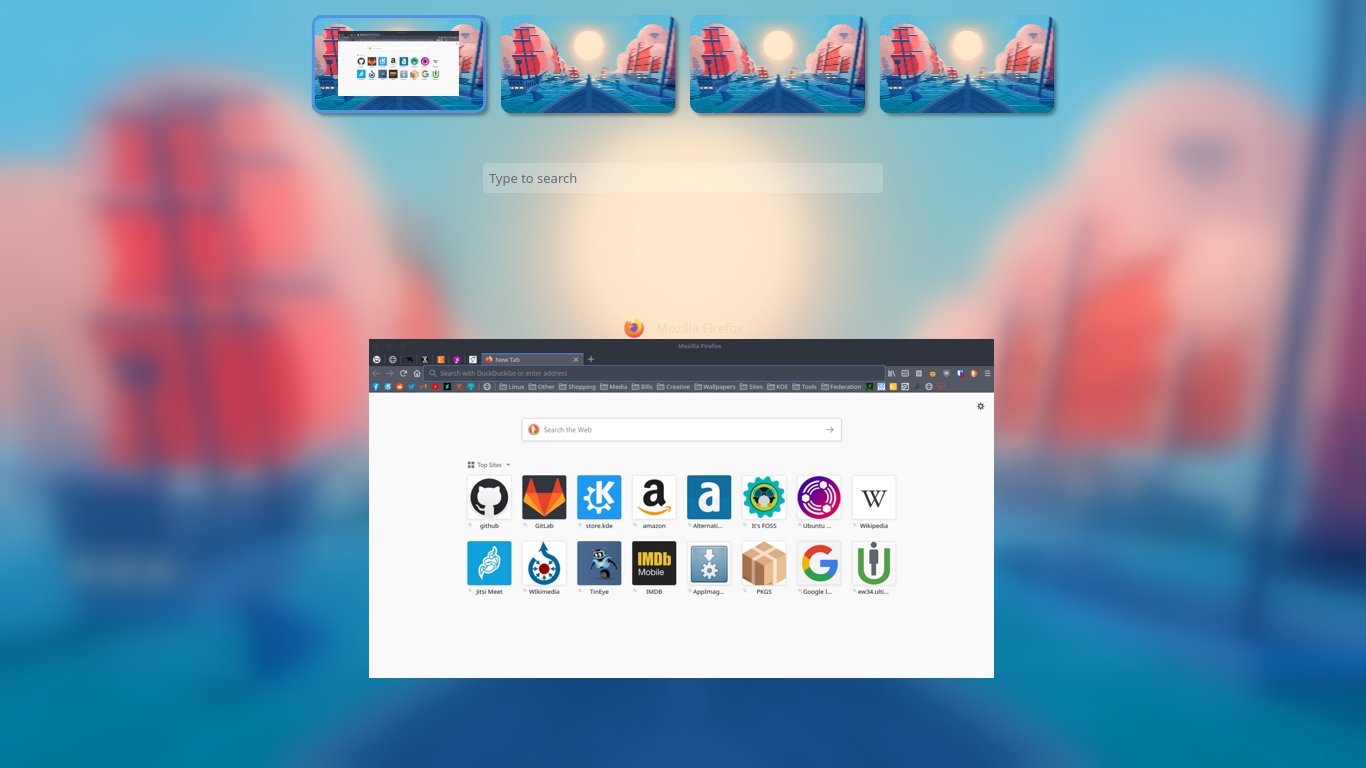 Type to search
Mozilla Firefox
Mozilla Firefox
New Tab
Search with DuckDuckGo or enter address
Linux Other Shopping Media Bills Creative Wallpapers Sites KDE Tools Federation
Search the Web
Top Sites
github GitLab store.kde amazon Alternati... It's FOSS Ubuntu ... Wikipedia
IMDb
Mobile
Jitsi Meet WIkimedia TinEye IMDB AppImag... PKGS Google I... ew34.ulti...